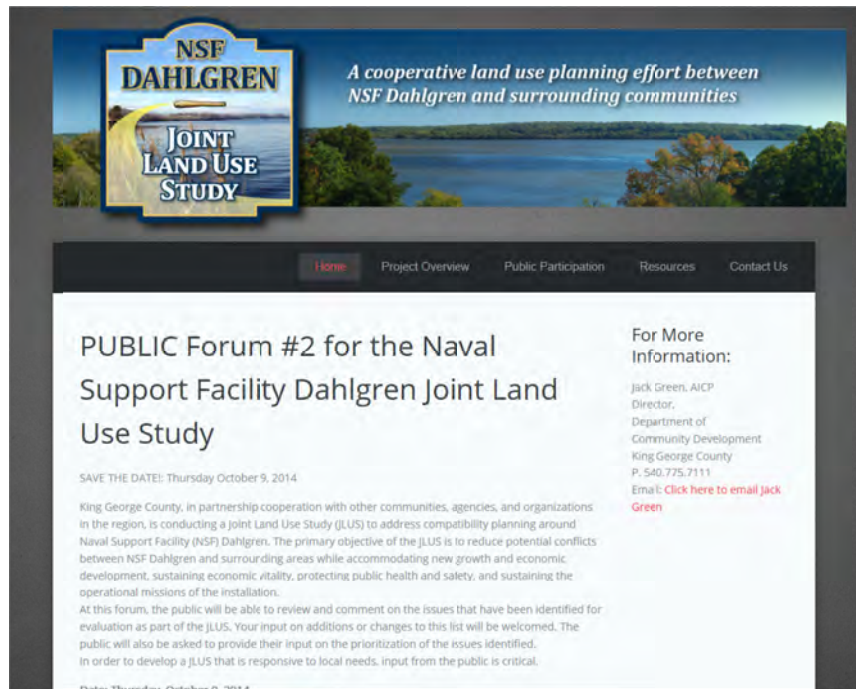 NSF
DAHLGREN
JOINT
LAND USE
STUDY
A cooperative land use planning effort between
NSF Dahlgren and surrounding communities
Home Project Overview Public Participation Resources Contact Us
PUBLIC Forum #2 for the Naval
Support Facility Dahlgren Joint Land
Use Study
SAVE THE DATE!: Thursday October 9, 2014
King George County, in partnership cooperation with other communities, agencies, and organizations
in the region, is conducting a Joint Land Use Study (JLUS) to address compatibility planning around
Naval Support Facility (NSF) Dahlgren. The primary objective of the JLUS is to reduce potential conflicts
between NSF Dahlgren and surrounding areas while accommodating new growth and economic
development, sustaining economic vitality, protecting public health and safety, and sustaining the
operational missions of the installation.
At this forum, the public will be able to review and comment on the issues that have been identified for
evaluation as part of the JLUS. Your input on additions or changes to this list will be welcomed. The
public will also be asked to provide their input on the prioritization of the issues identified.
In order to develop a JLUS that is responsive to local needs, input from the public is critical.
Date: Thursday, October 9, 2014
For More
Information:
Jack Green, AICP
Director,
Department of
Community Development
King George County
P. 540.775.7111
Email: Click here to email Jack
Green